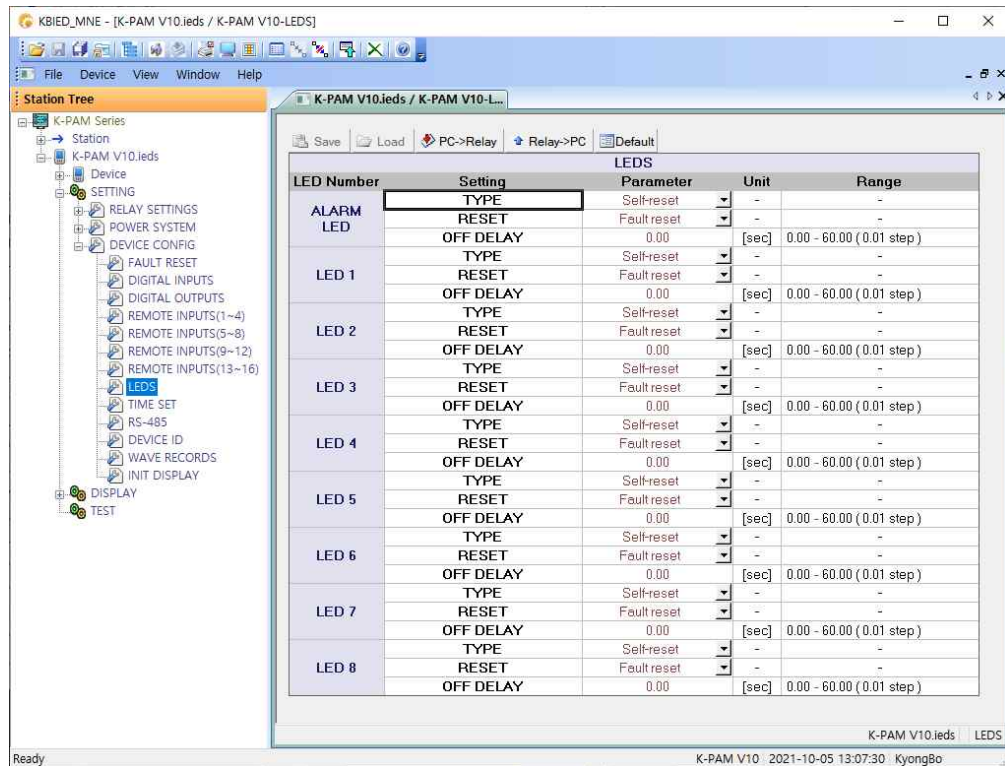 KBIED_MNE - [K-PAM V10.ieds / K-PAM V10-LEDS]
File Device View Window Help
Station Tree
K-PAM Series
Station
K-PAM V10.ieds
Device
SETTING
RELAY SETTINGS
POWER SYSTEM
DEVICE CONFIG
FAULT RESET
DIGITAL INPUTS
DIGITAL OUTPUTS
REMOTE INPUTS(1~4)
REMOTE INPUTS(5~8)
REMOTE INPUTS(9~12)
REMOTE INPUTS(13~16)
LEDS
TIME SET
RS-485
DEVICE ID
WAVE RECORDS
INIT DISPLAY
DISPLAY
TEST
K-PAM V10.ieds / K-PAM V10-L...
Save Load PC->Relay Relay->PC Default
LEDS
LED Number Setting Parameter Unit Range
ALARM LED
TYPE Self-reset - -
RESET Fault reset - -
OFF DELAY 0.00 [sec] 0.00 - 60.00 ( 0.01 step )
LED 1
TYPE Self-reset - -
RESET Fault reset - -
OFF DELAY 0.00 [sec] 0.00 - 60.00 ( 0.01 step )
LED 2
TYPE Self-reset - -
RESET Fault reset - -
OFF DELAY 0.00 [sec] 0.00 - 60.00 ( 0.01 step )
LED 3
TYPE Self-reset - -
RESET Fault reset - -
OFF DELAY 0.00 [sec] 0.00 - 60.00 ( 0.01 step )
LED 4
TYPE Self-reset - -
RESET Fault reset - -
OFF DELAY 0.00 [sec] 0.00 - 60.00 ( 0.01 step )
LED 5
TYPE Self-reset - -
RESET Fault reset - -
OFF DELAY 0.00 [sec] 0.00 - 60.00 ( 0.01 step )
LED 6
TYPE Self-reset - -
RESET Fault reset - -
OFF DELAY 0.00 [sec] 0.00 - 60.00 ( 0.01 step )
LED 7
TYPE Self-reset - -
RESET Fault reset - -
OFF DELAY 0.00 [sec] 0.00 - 60.00 ( 0.01 step )
LED 8
TYPE Self-reset - -
RESET Fault reset - -
OFF DELAY 0.00 [sec] 0.00 - 60.00 ( 0.01 step )
K-PAM V10.ieds LEDS
Ready K-PAM V10 2021-10-05 13:07:30 KyongBo